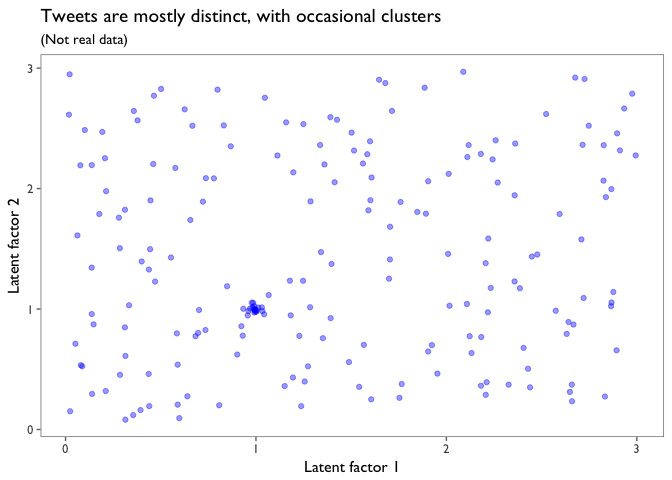 Tweets are mostly distinct, with occasional clusters
(Not real data)
3
2
1
0
Latent factor 2
0 1 2 3
Latent factor 1